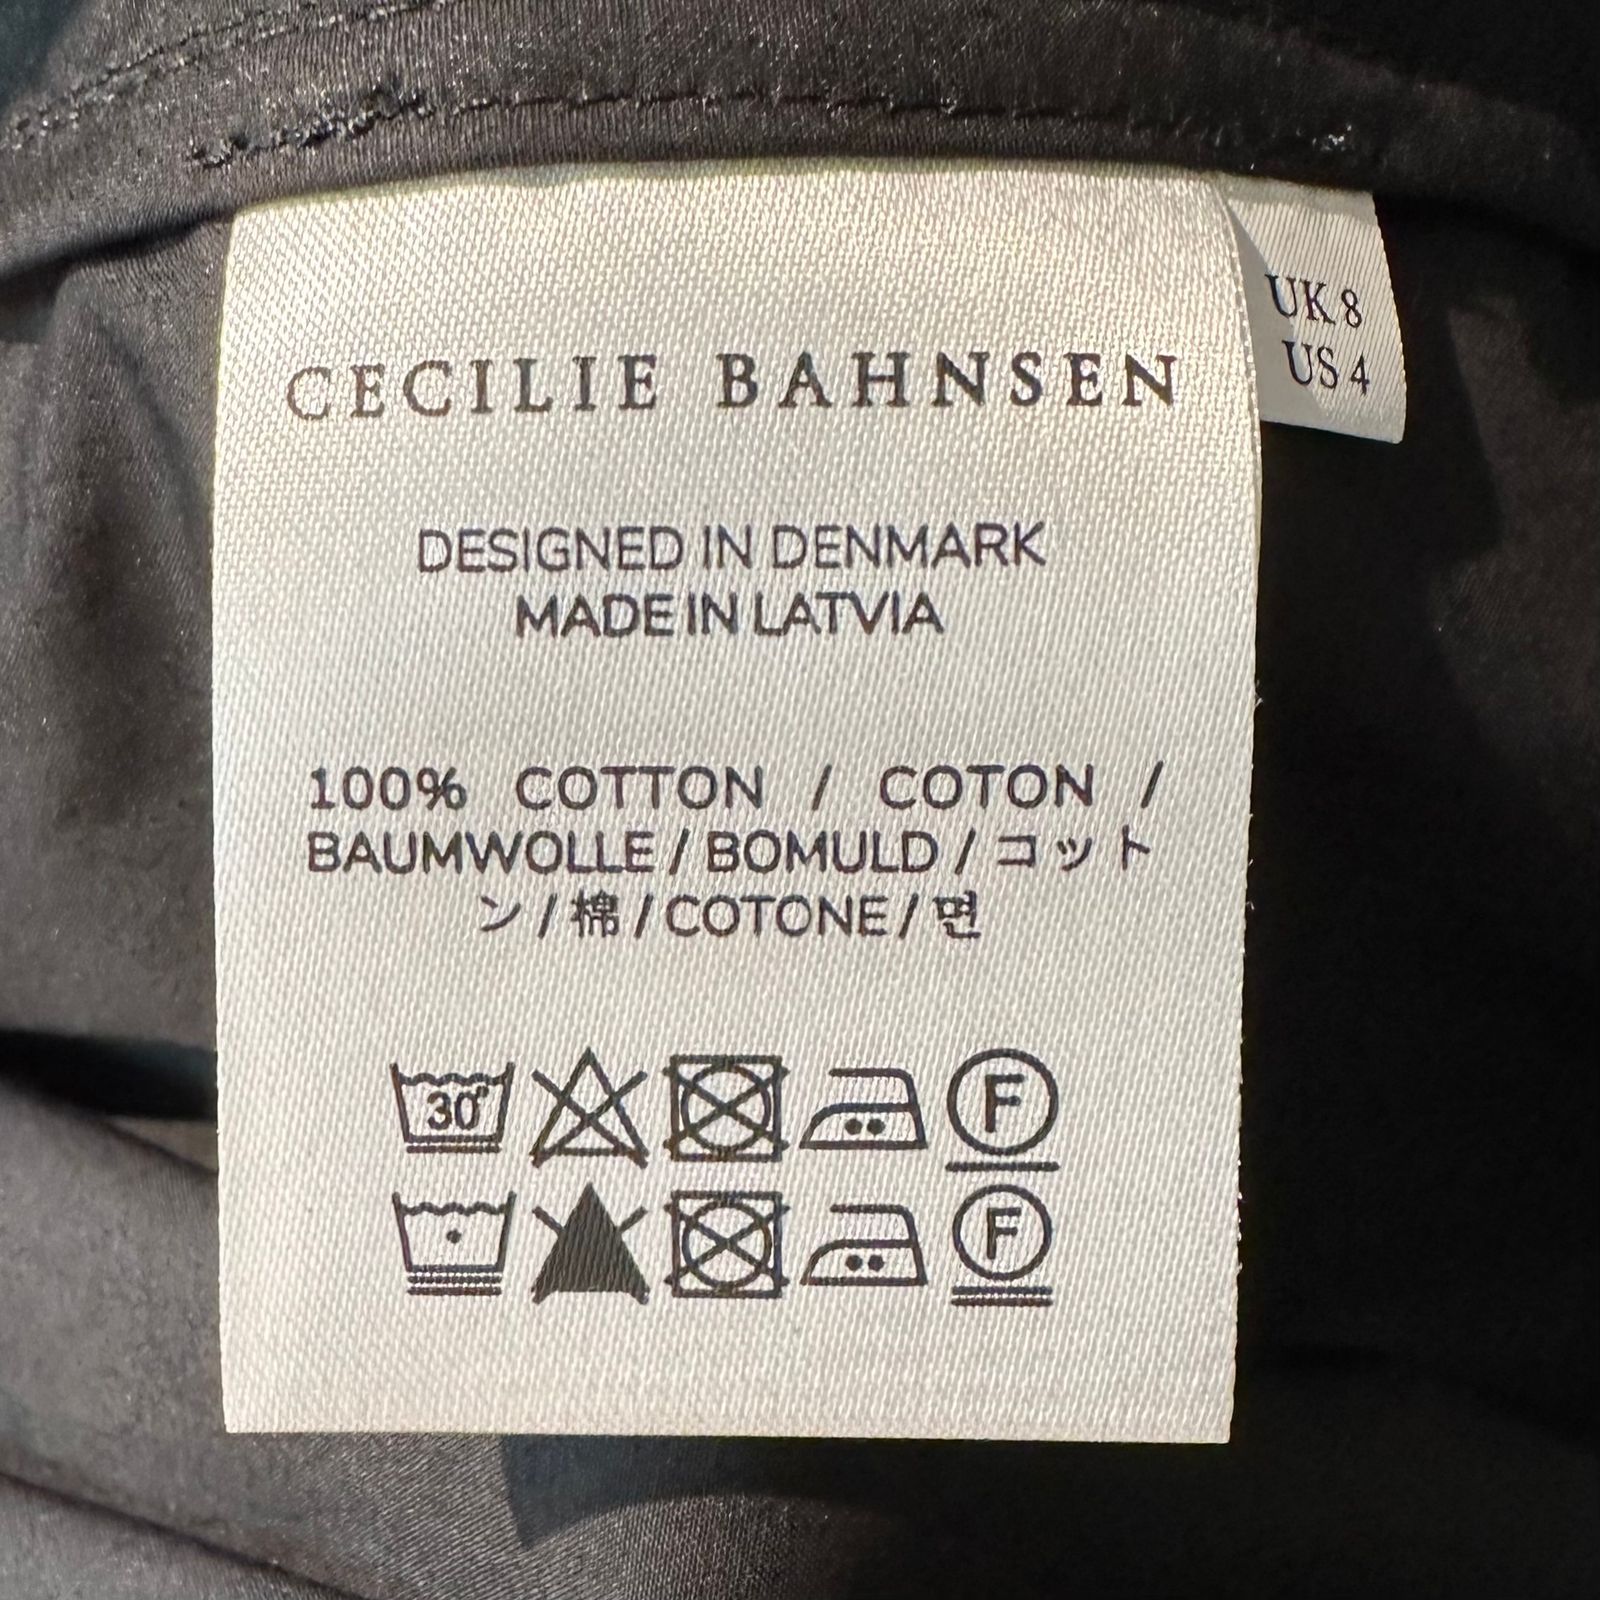 CECILIE BAHNSEN
UK 8
US 4
DESIGNED IN DENMARK
MADE IN LATVIA
100% COTTON / COTON /
BAUMWOLLE / BOMULD / コット
ン / 棉 / COTONE / 면
30°
F
F